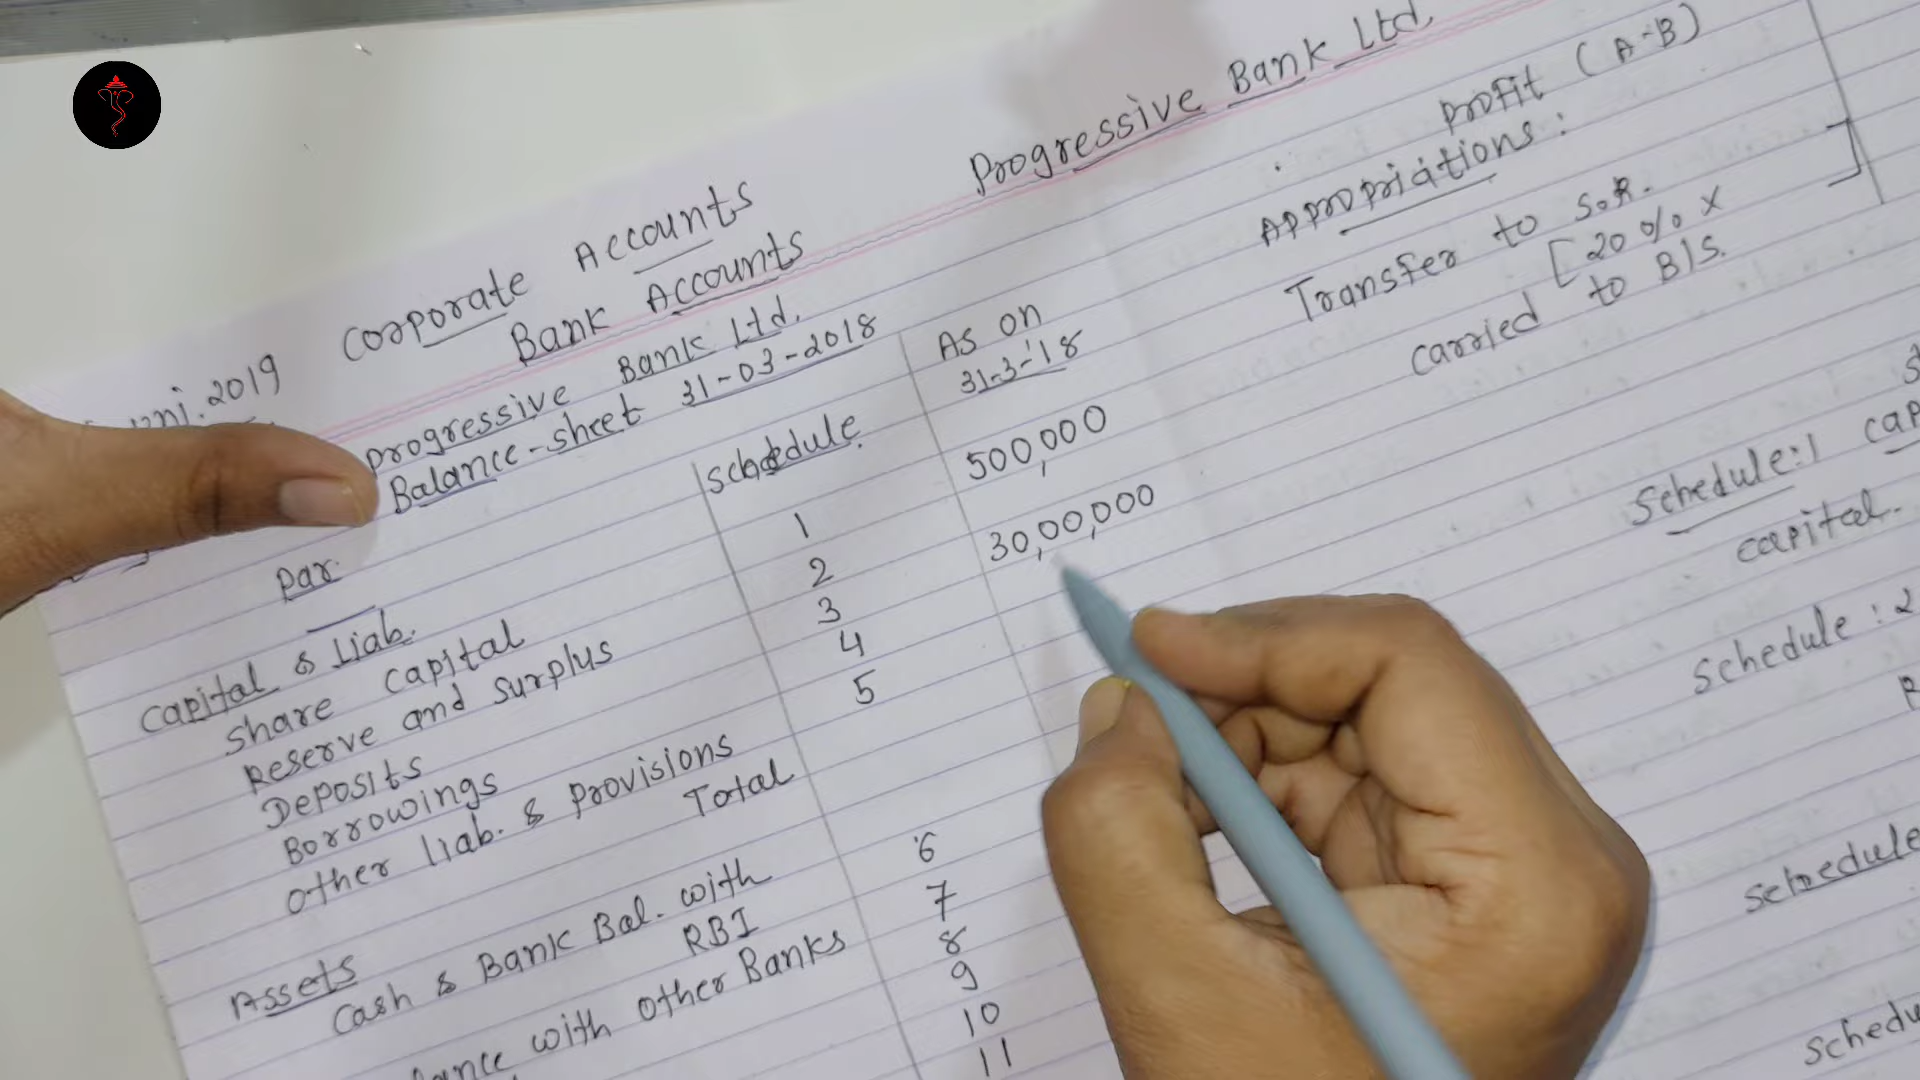 uni. 2019
Corporate Accounts
Bank Accounts
Progressive Bank Ltd.
Balance-sheet 31-03-2018
Par.
Schedule.
As on
31-3-'18
Capital & Liab.
Share Capital 1 500,000
Reserve and surplus 2 30,00,000
Deposits 3
Borrowings 4
Other liab. & provisions 5
Total
Assets
Cash & Bank Bal. with 6
RBI
with other Banks 7
8
9
10
11
Progressive Bank Ltd.
Profit (A-B)
Appropriations:
Transfer to S.R.
[20% x ]
Carried to B/S.
Schedule:1
Capital.
Schedule:2
Schedule